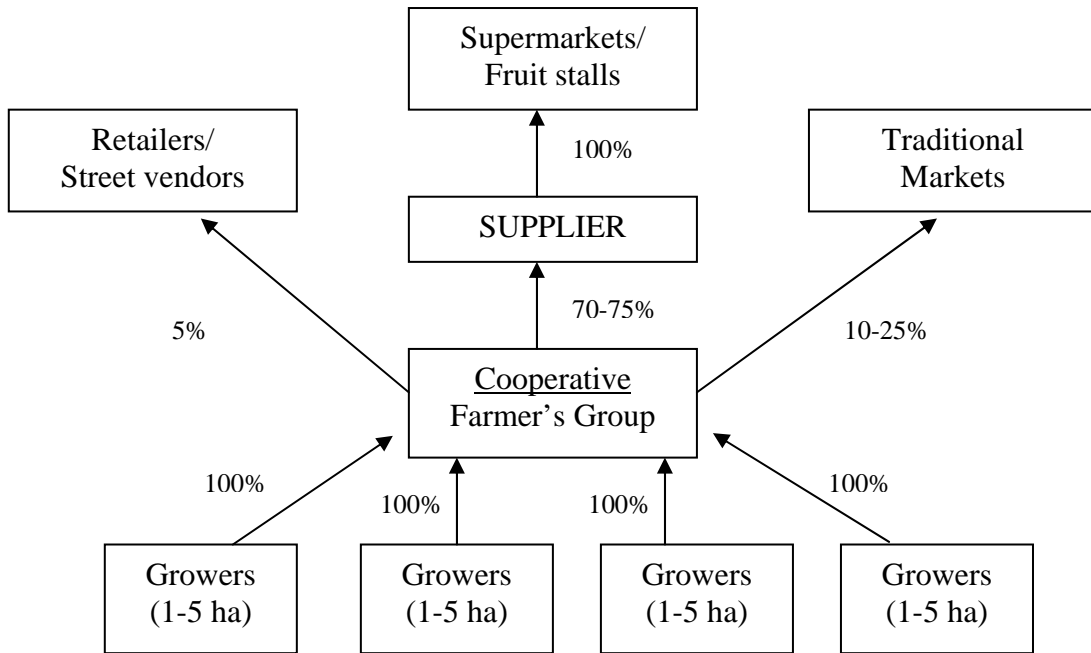 Supermarkets/
Fruit stalls
Retailers/
Street vendors
100%
Traditional
Markets
SUPPLIER
5%
70-75%
10-25%
Cooperative
Farmer's Group
100%
100%
100%
100%
Growers
(1-5 ha)
Growers
(1-5 ha)
Growers
(1-5 ha)
Growers
(1-5 ha)